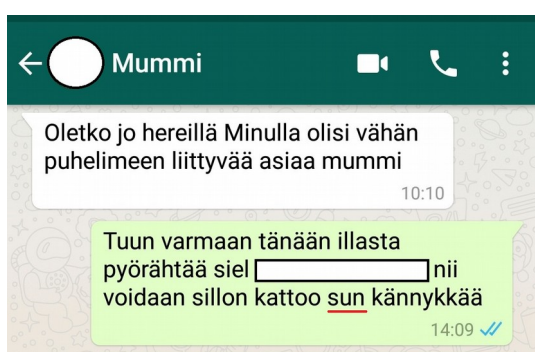 Mummi
Oletko jo hereillä Minulla olisi vähän
puhelimeen liittyvää asiaa mummi
10:10
Tuun varmaan tänään illasta
pyörähtää siel nii
voidaan sillon kattoo sun kännykkää
14:09